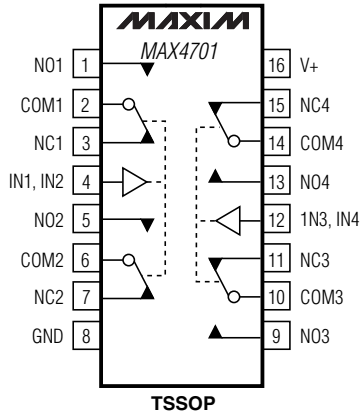 MAXIM
MAX4701
NO1 1
COM1 2
NC1 3
IN1, IN2 4
NO2 5
COM2 6
NC2 7
GND 8
16 V+
15 NC4
14 COM4
13 NO4
12 1N3, IN4
11 NC3
10 COM3
9 NO3
TSSOP